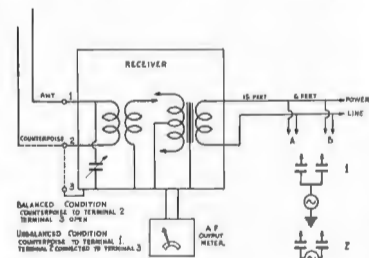 RECEIVER
ANT 1
15 FEET 6 FEET POWER
LINE
COUNTERPOISE 2
A B
3
1
BALANCED CONDITION
COUNTERPOISE TO TERMINAL 2
TERMINAL 3 OPEN
A F
OUTPUT
METER
UNBALANCED CONDITION
COUNTERPOISE TO TERMINAL 1.
TERMINAL 2 CONNECTED TO TERMINAL 3
2